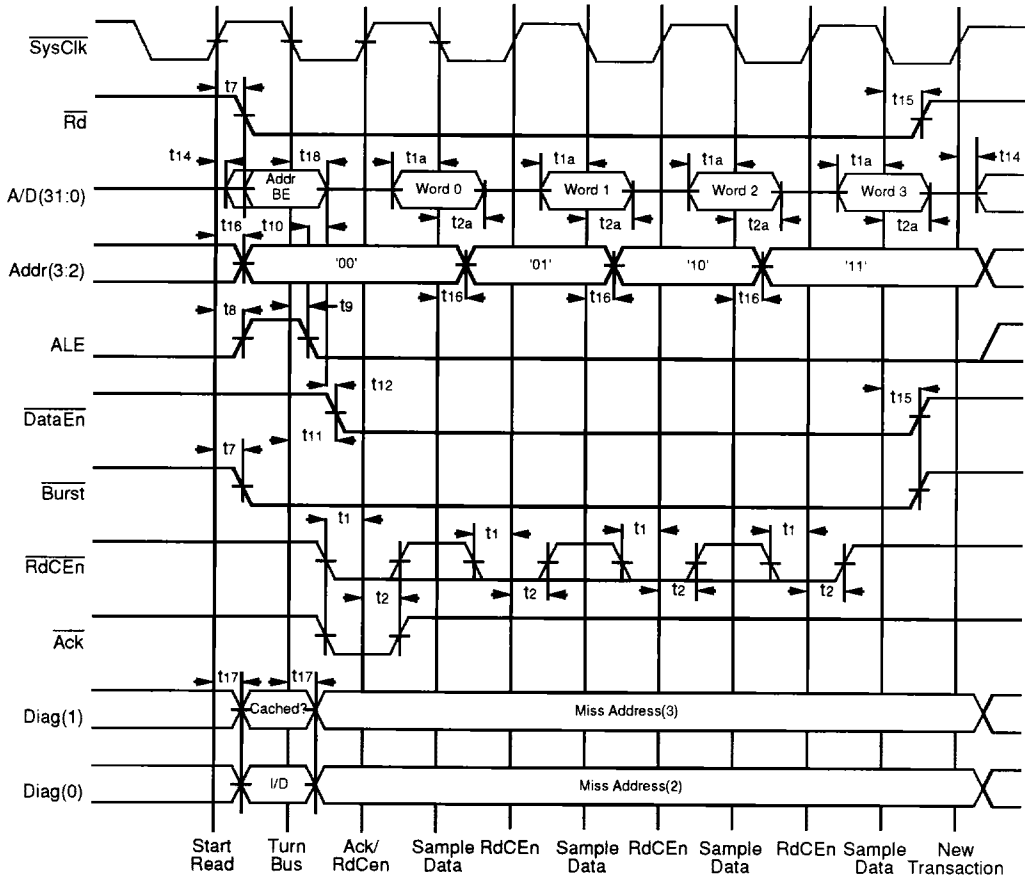 SysClk
t7
t15
Rd
t14
t18
t1a
t1a
t1a
t1a
t14
A/D(31:0)
Addr
BE
Word 0
Word 1
Word 2
Word 3
t2a
t2a
t2a
t2a
t16
t10
Addr(3:2)
'00'
'01'
'10'
'11'
t16
t16
t16
t8
t9
ALE
t12
t15
DataEn
t11
t7
Burst
t1
t1
t1
t1
RdCEn
t2
t2
t2
t2
Ack
t17
t17
Diag(1)
Cached?
Miss Address(3)
Diag(0)
I/D
Miss Address(2)
Start
Read
Turn
Bus
Ack/
RdCen
Sample
Data
RdCEn
Sample
Data
RdCEn
Sample
Data
RdCEn
Sample
Data
New
Transaction